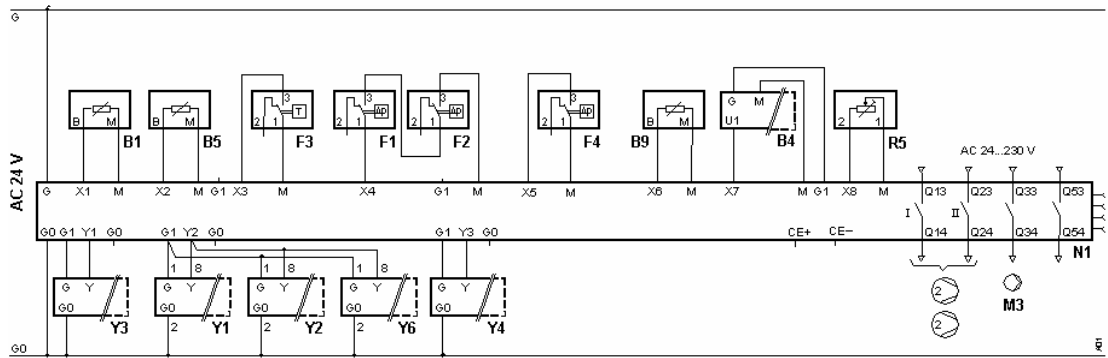 G
AC 24 V
B M B1
B M B5
3 2 1 T F3
3 2 1 Δp F1
3 2 1 Δp F2
3 2 1 Δp F4
B M B9
G M U1 B4
2 1 R5
AC 24...230 V
G X1 M X2 M G1 X3 M X4 G1 M X5 M X6 M X7 M G1 X8 M Q13 Q23 Q33 Q53
I II
G0 G1 Y1 G0 G1 Y2 G0 G1 Y3 G0 CE+ CE− Q14 Q24 Q34 Q54
N1
1 8 1 8 1 8
G Y G Y G Y G Y G Y
G0 G0 G0 G0 G0
Y3 Y1 Y2 Y6 Y4
2 2 2
2
2
M3
G0